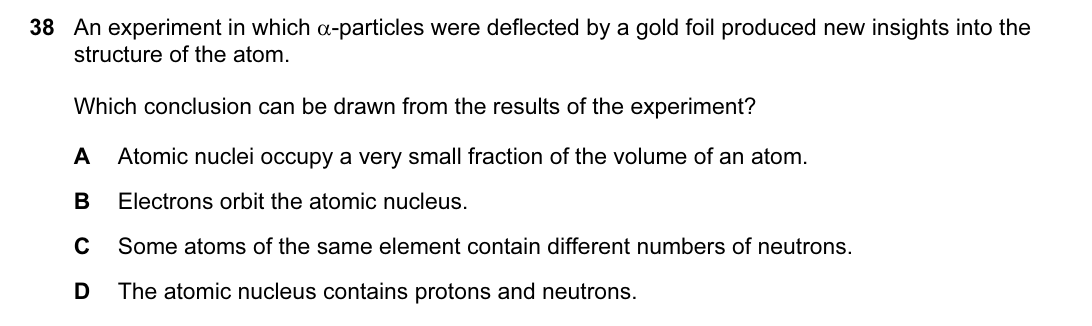 38 An experiment in which α-particles were deflected by a gold foil produced new insights into the
structure of the atom.
Which conclusion can be drawn from the results of the experiment?
A Atomic nuclei occupy a very small fraction of the volume of an atom.
B Electrons orbit the atomic nucleus.
C Some atoms of the same element contain different numbers of neutrons.
D The atomic nucleus contains protons and neutrons.